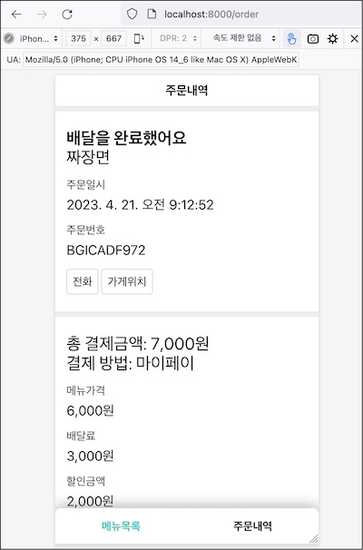 localhost:8000/order
iPhon... 375 × 667 DPR: 2 속도 제한 없음
UA: Mozilla/5.0 (iPhone; CPU iPhone OS 14_6 like Mac OS X) AppleWebK
주문내역
배달을 완료했어요
짜장면
주문일시
2023. 4. 21. 오전 9:12:52
주문번호
BGICADF972
전화 가게위치
총 결제금액: 7,000원
결제 방법: 마이페이
메뉴가격
6,000원
배달료
3,000원
할인금액
2,000원
메뉴목록 주문내역